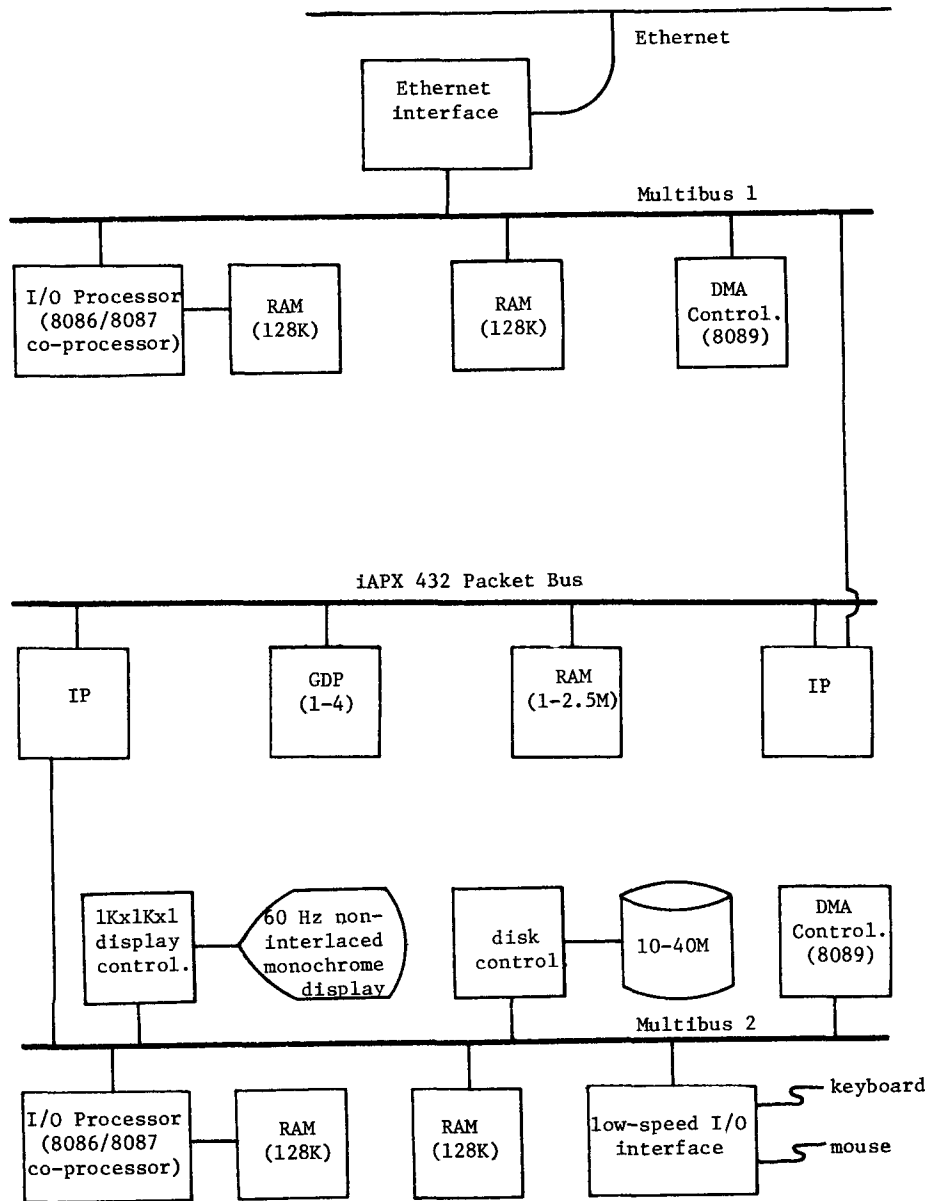 Ethernet
Ethernet
interface
Multibus 1
I/O Processor
(8086/8087
co-processor)
RAM
(128K)
RAM
(128K)
DMA
Control.
(8089)
iAPX 432 Packet Bus
IP
GDP
(1-4)
RAM
(1-2.5M)
IP
1Kx1Kx1
display
control.
60 Hz non-
interlaced
monochrome
display
disk
control
10-40M
DMA
Control.
(8089)
Multibus 2
I/O Processor
(8086/8087
co-processor)
RAM
(128K)
RAM
(128K)
low-speed I/O
interface
keyboard
mouse